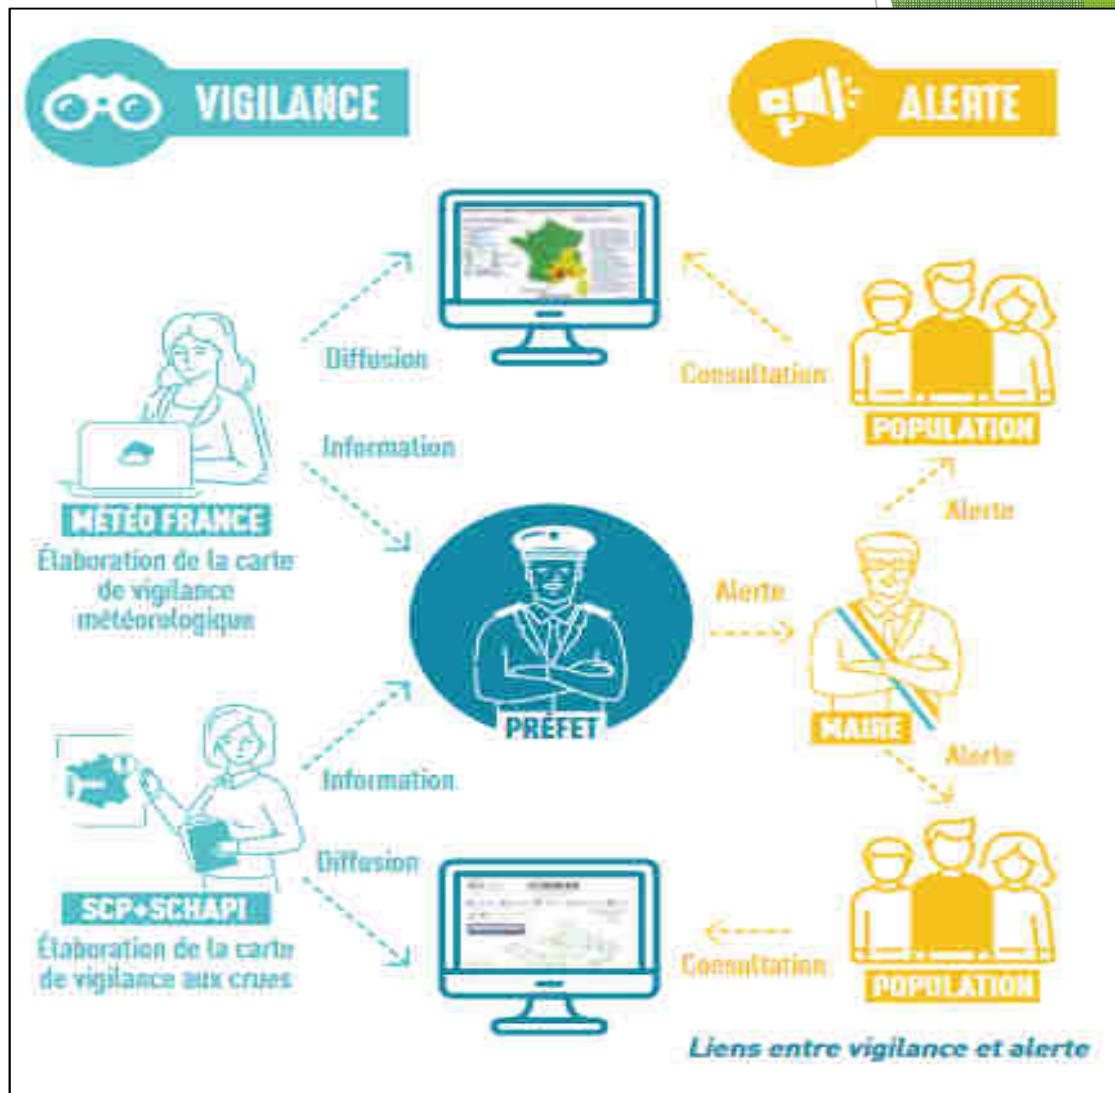 VIGILANCE
ALERTE
Diffusion
Consultation
Information
POPULATION
MÉTÉO FRANCE
Élaboration de la carte
de vigilance
météorologique
Alerte
Alerte
PRÉFET
MAIRE
Alerte
Information
Diffusion
SCP+SCHAPI
Élaboration de la carte
de vigilance aux crues
Consultation
POPULATION
Liens entre vigilance et alerte